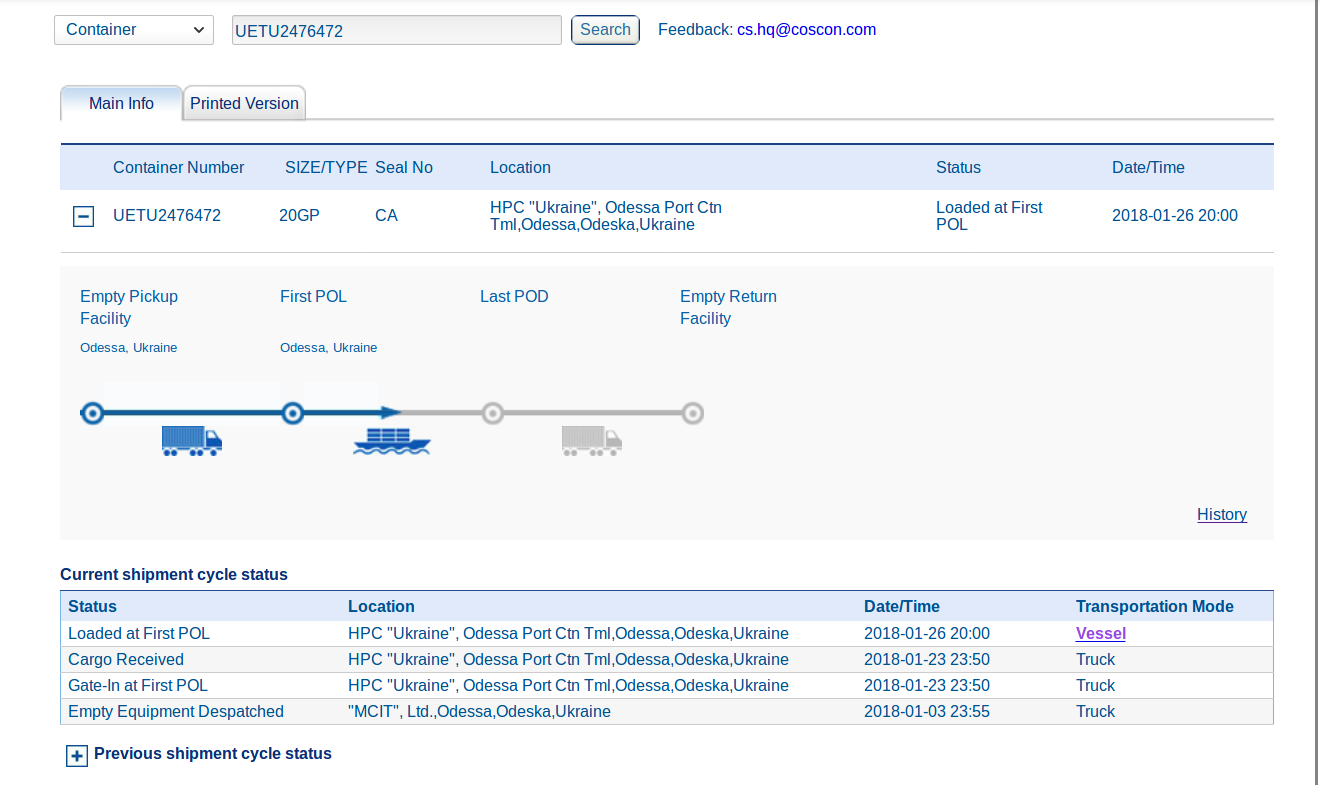 Container UETU2476472 Search Feedback: cs.hq@coscon.com
Main Info Printed Version
Container Number SIZE/TYPE Seal No Location Status Date/Time
UETU2476472 20GP CA HPC "Ukraine", Odessa Port Ctn Loaded at First 2018-01-26 20:00
Tml,Odessa,Odeska,Ukraine POL
Empty Pickup First POL Last POD Empty Return
Facility Facility
Odessa, Ukraine Odessa, Ukraine
History
Current shipment cycle status
Status Location Date/Time Transportation Mode
Loaded at First POL HPC "Ukraine", Odessa Port Ctn Tml,Odessa,Odeska,Ukraine 2018-01-26 20:00 Vessel
Cargo Received HPC "Ukraine", Odessa Port Ctn Tml,Odessa,Odeska,Ukraine 2018-01-23 23:50 Truck
Gate-In at First POL HPC "Ukraine", Odessa Port Ctn Tml,Odessa,Odeska,Ukraine 2018-01-23 23:50 Truck
Empty Equipment Despatched "MCIT", Ltd.,Odessa,Odeska,Ukraine 2018-01-03 23:55 Truck
Previous shipment cycle status